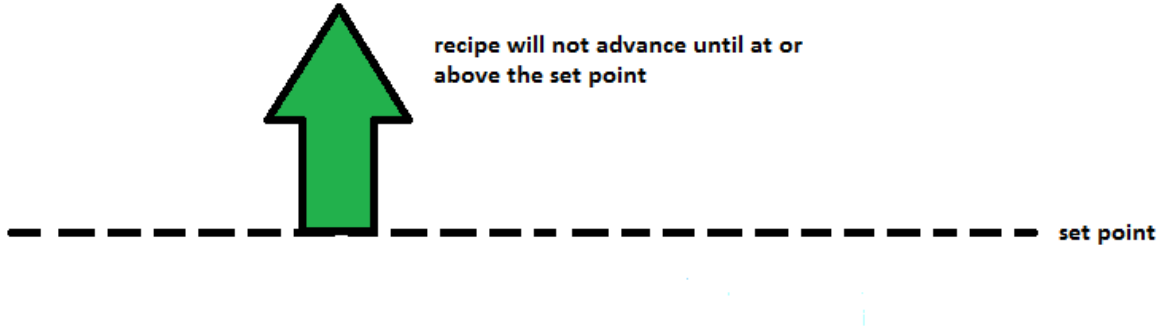 recipe will not advance until at or
above the set point
set point